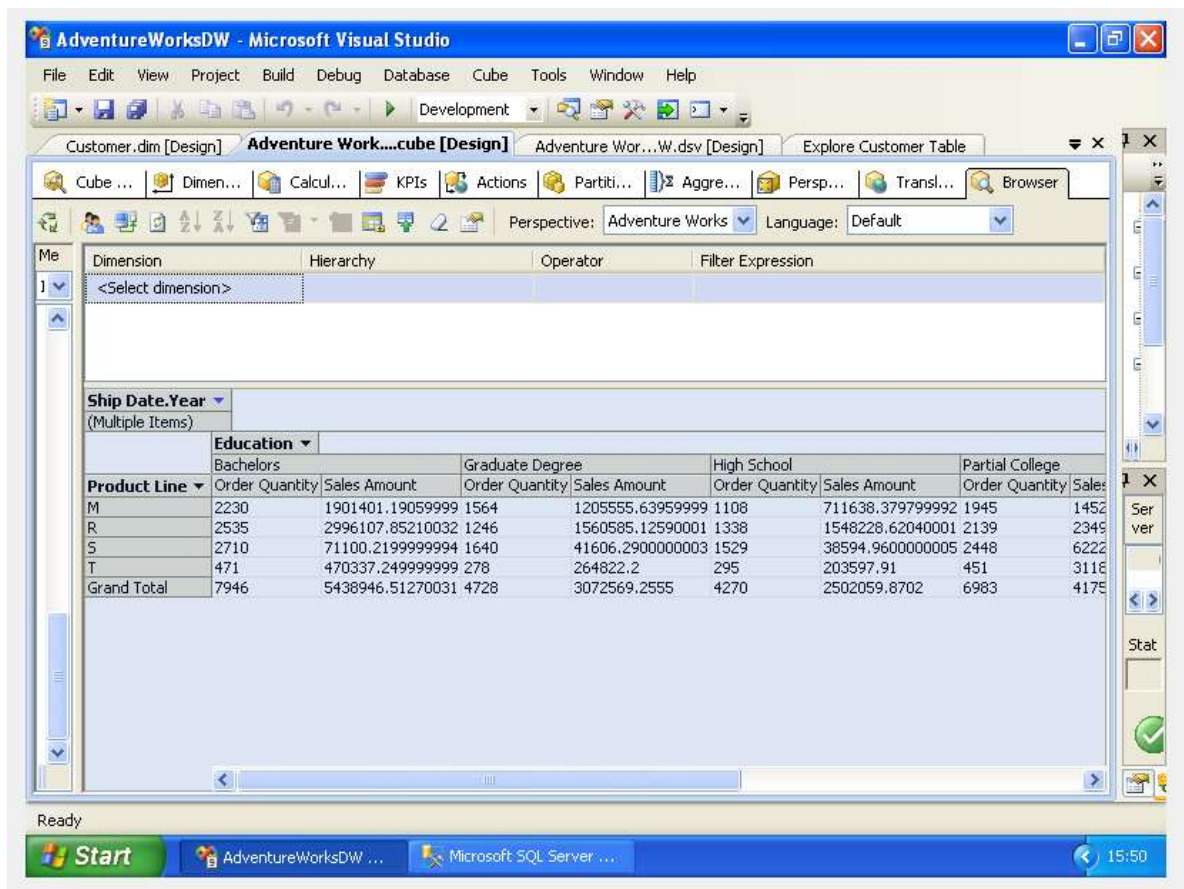 AdventureWorksDW - Microsoft Visual Studio
File Edit View Project Build Debug Database Cube Tools Window Help
Development
Customer.dim [Design] Adventure Work....cube [Design] Adventure Wor...W.dsv [Design] Explore Customer Table
Cube ... Dimen... Calcul... KPIs Actions Partiti... Aggre... Persp... Transl... Browser
Perspective: Adventure Works Language: Default
Me
Dimension Hierarchy Operator Filter Expression
<Select dimension>
Ship Date.Year
(Multiple Items)
Education
Bachelors Graduate Degree High School Partial College
Product Line Order Quantity Sales Amount Order Quantity Sales Amount Order Quantity Sales Amount Order Quantity Sales
M 2230 1901401.19059999 1564 1205555.63959999 1108 711638.379799992 1945 1452
R 2535 2996107.85210032 1246 1560585.12590001 1338 1548228.62040001 2139 2349
S 2710 71100.2199999994 1640 41606.2900000003 1529 38594.9600000005 2448 6222
T 471 470337.249999999 278 264822.2 295 203597.91 451 3118
Grand Total 7946 5438946.51270031 4728 3072569.2555 4270 2502059.8702 6983 4175
Ser
ver
Stat
Ready
Start AdventureWorksDW ... Microsoft SQL Server ... 15:50